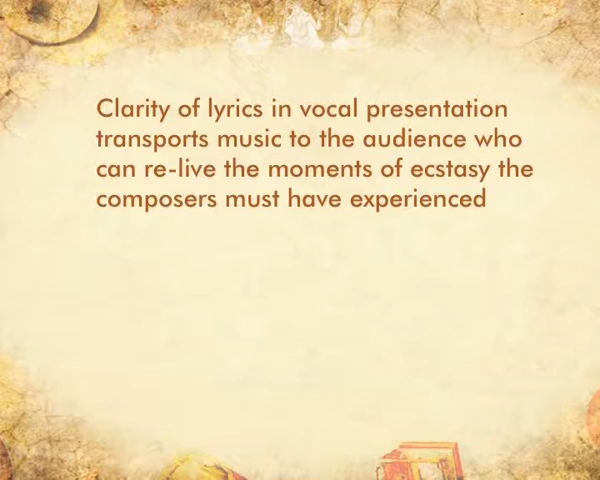 Clarity of lyrics in vocal presentation
transports music to the audience who
can re-live the moments of ecstasy the
composers must have experienced